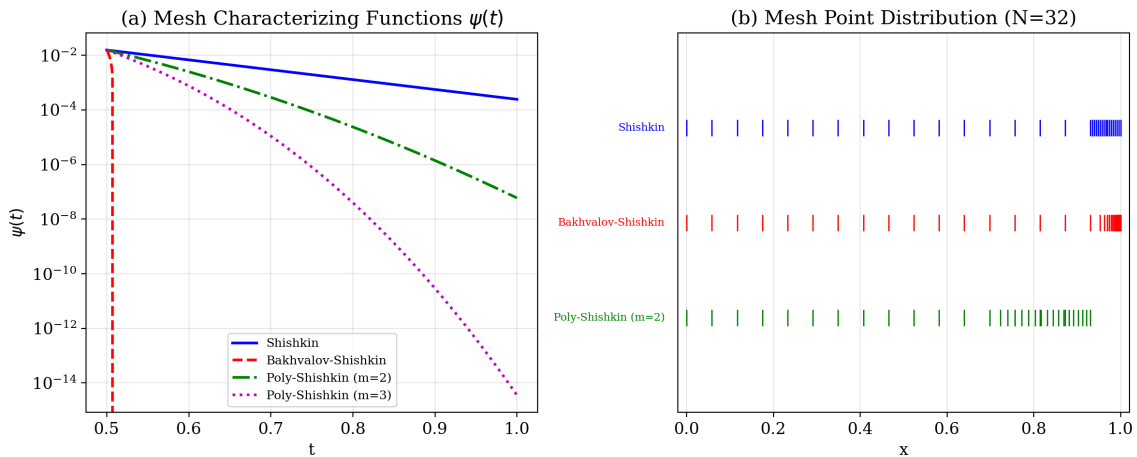 (a) Mesh Characterizing Functions ψ(t)
10⁻²
10⁻⁴
10⁻⁶
10⁻⁸
10⁻¹⁰
10⁻¹²
10⁻¹⁴
ψ(t)
Shishkin
Bakhvalov-Shishkin
Poly-Shishkin (m=2)
Poly-Shishkin (m=3)
0.5 0.6 0.7 0.8 0.9 1.0
t
(b) Mesh Point Distribution (N=32)
Shishkin
Bakhvalov-Shishkin
Poly-Shishkin (m=2)
0.0 0.2 0.4 0.6 0.8 1.0
x